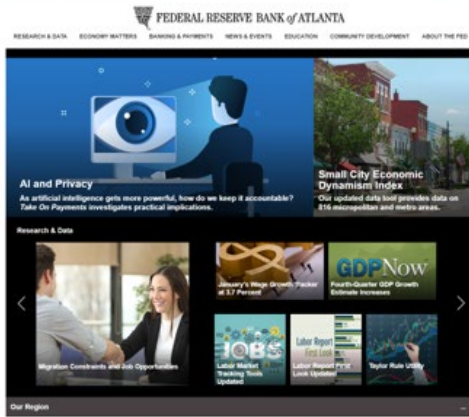 FEDERAL RESERVE BANK of ATLANTA
RESEARCH & DATA ECONOMY MATTERS BANKING & PAYMENTS NEWS & EVENTS EDUCATION COMMUNITY DEVELOPMENT ABOUT THE FED
AI and Privacy
As artificial intelligence gets more powerful, how do we keep it accountable?
Take On Payments investigates practical implications.
Small City Economic
Dynamism Index
Our updated data tool provides data on
816 micropolitan and metro areas.
Research & Data
Migration Constraints and Job Opportunities
January's Wage Growth Tracker
at 3.7 Percent
GDPNow
Fourth-Quarter GDP Growth
Estimate Increases
JOBS
Labor Market
Tracking Tools
Updated
Labor Report
First Look
Labor Report First
Look Updated
Taylor Rule Utility
Our Region